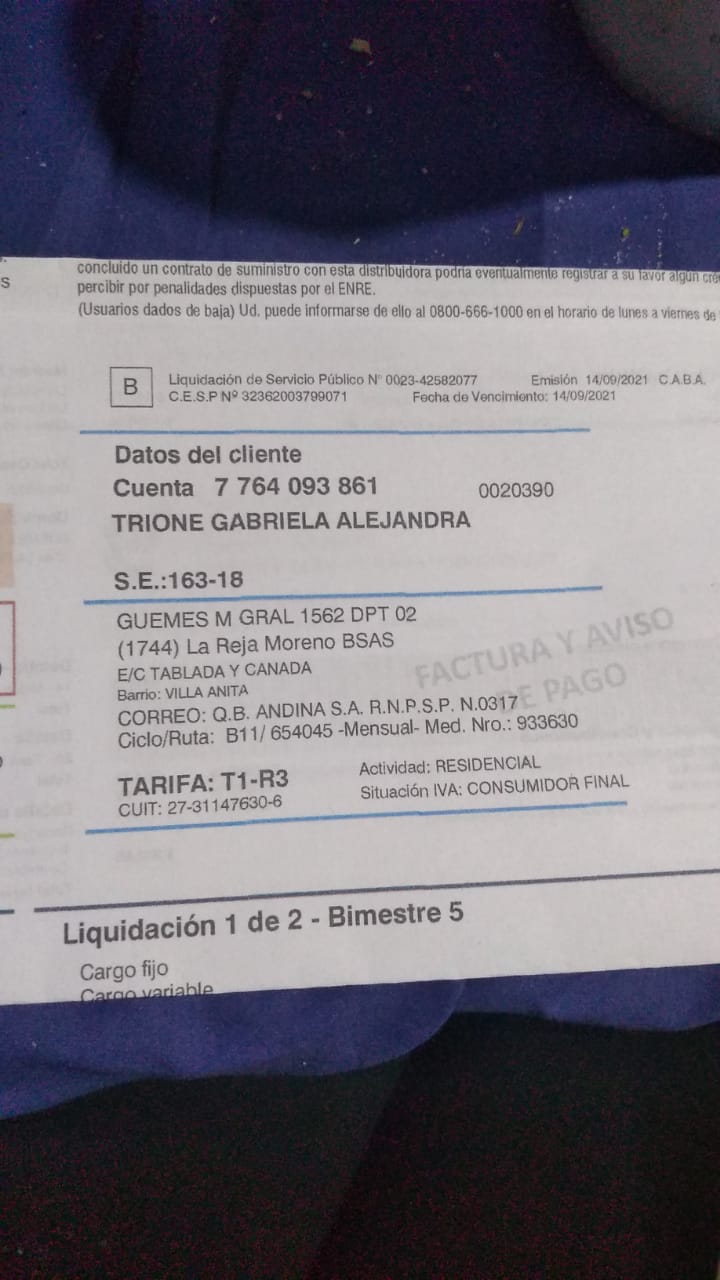 s
concluido un contrato de suministro con esta distribuidora podría eventualmente registrar a su favor algún
percibir por penalidades dispuestas por el ENRE.
(Usuarios dados de baja) Ud. puede informarse de ello al 0800-666-1000 en el horario de lunes a viernes de
B
Liquidación de Servicio Público N° 0023-42582077 Emisión 14/09/2021 C.A.B.A.
C.E.S.P Nº 32362003799071 Fecha de Vencimiento: 14/09/2021
Datos del cliente
Cuenta 7 764 093 861 0020390
TRIONE GABRIELA ALEJANDRA
S.E.:163-18
GUEMES M GRAL 1562 DPT 02
(1744) La Reja Moreno BSAS
E/C TABLADA Y CANADA
Barrio: VILLA ANITA
FACTURA Y AVISO
DE PAGO
CORREO: Q.B. ANDINA S.A. R.N.P.S.P. N.0317
Ciclo/Ruta: B11/ 654045 -Mensual- Med. Nro.: 933630
TARIFA: T1-R3 Actividad: RESIDENCIAL
CUIT: 27-31147630-6 Situación IVA: CONSUMIDOR FINAL
Liquidación 1 de 2 - Bimestre 5
Cargo fijo
Cargo variable